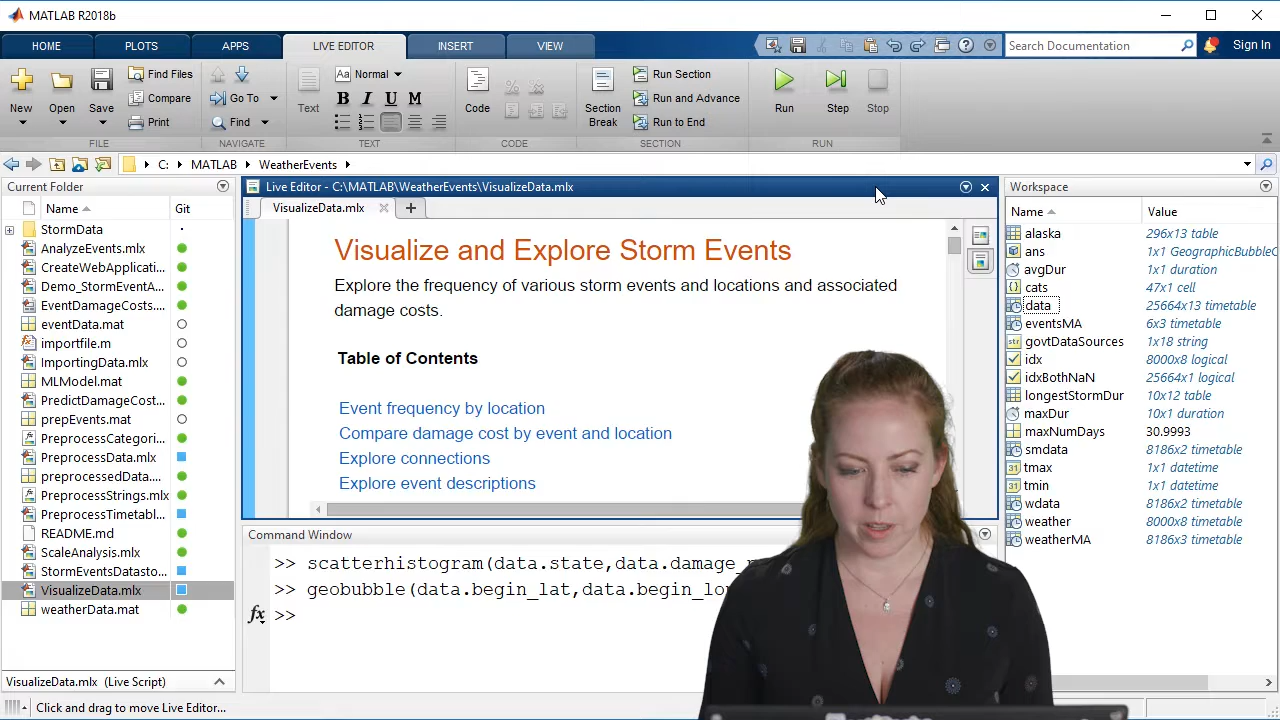 MATLAB R2018b
HOME PLOTS APPS LIVE EDITOR INSERT VIEW
Search Documentation
Sign In
New
Open
Save
Find Files
Compare
Print
FILE
Go To
Find
NAVIGATE
Text
Aa Normal
B I U M
TEXT
Code
CODE
Section Break
Run Section
Run and Advance
Run to End
SECTION
Run
Step
Stop
RUN
C: MATLAB WeatherEvents
Current Folder
Name Git
StormData
AnalyzeEvents.mlx
CreateWebApplicati...
Demo_StormEventA...
EventDamageCosts....
eventData.mat
importfile.m
ImportingData.mlx
MLModel.mat
PredictDamageCost...
prepEvents.mat
PreprocessCategori...
PreprocessData.mlx
preprocessedData....
PreprocessStrings.mlx
PreprocessTimetabl...
README.md
ScaleAnalysis.mlx
StormEventsDatasto...
VisualizeData.mlx
weatherData.mat
VisualizeData.mlx (Live Script)
Click and drag to move Live Editor...
Live Editor - C:\MATLAB\WeatherEvents\VisualizeData.mlx
VisualizeData.mlx
Visualize and Explore Storm Events
Explore the frequency of various storm events and locations and associated
damage costs.
Table of Contents
Event frequency by location
Compare damage cost by event and location
Explore connections
Explore event descriptions
Command Window
>> scatterhistogram(data.state,data.damage_
>> geobubble(data.begin_lat,data.begin_lo
fx >>
Workspace
Name Value
alaska 296x13 table
ans 1x1 GeographicBubbleC
avgDur 1x1 duration
cats 47x1 cell
data 25664x13 timetable
eventsMA 6x3 timetable
govtDataSources 1x18 string
idx 8000x8 logical
idxBothNaN 25664x1 logical
longestStormDur 10x12 table
maxDur 10x1 duration
maxNumDays 30.9993
smdata 8186x2 timetable
tmax 1x1 datetime
tmin 1x1 datetime
wdata 8186x2 timetable
weather 8000x8 timetable
weatherMA 8186x3 timetable